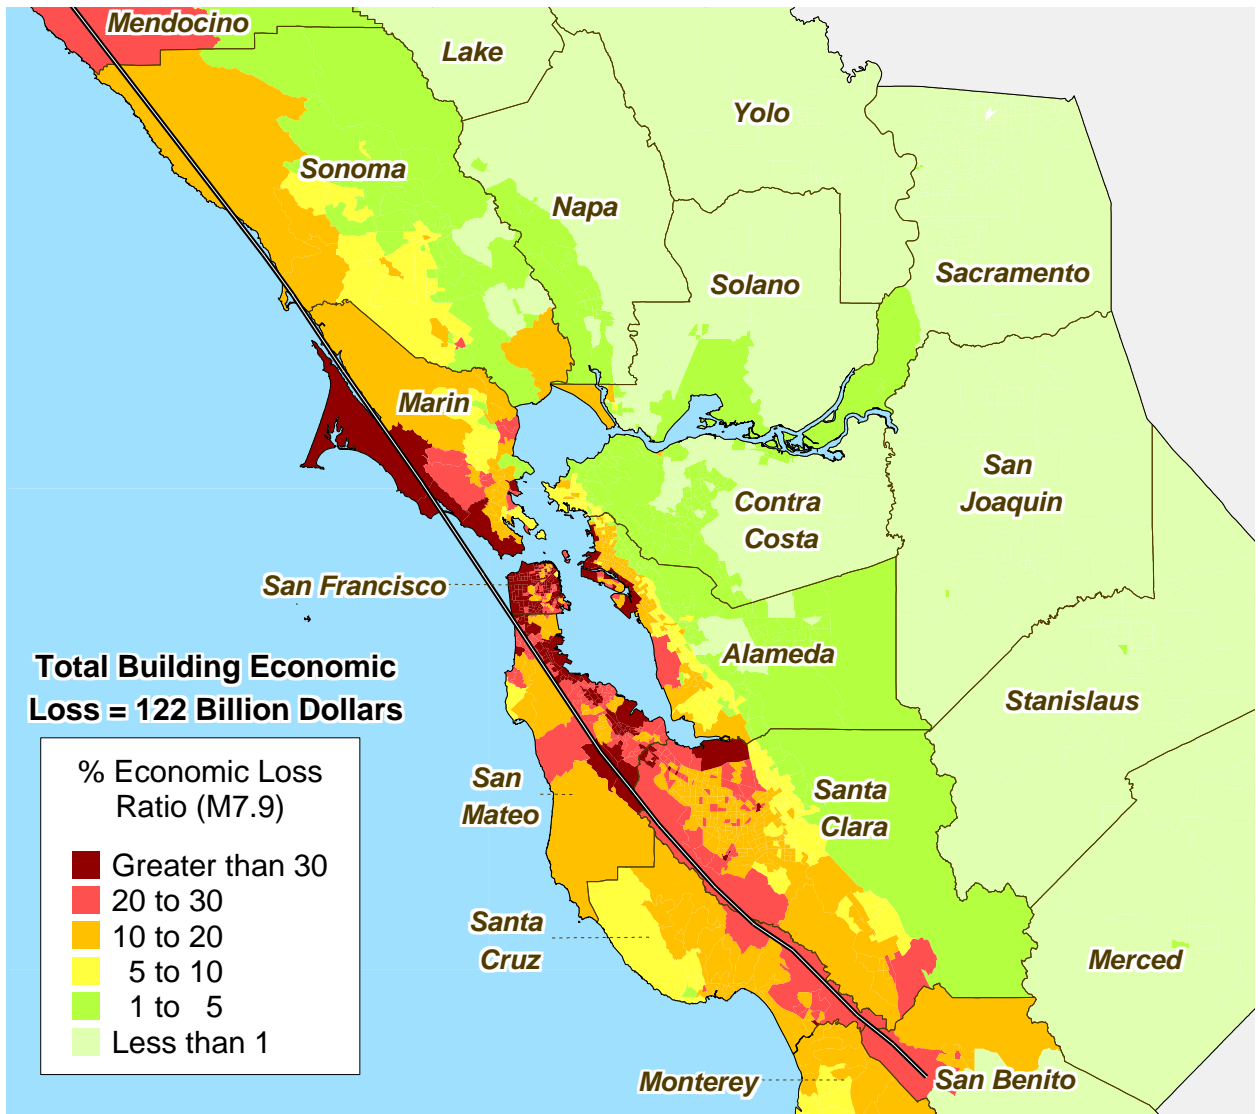 Mendocino
Lake
Yolo
Sonoma
Napa
Solano
Sacramento
Marin
San
Joaquin
Contra
Costa
San Francisco
Alameda
Stanislaus
Total Building Economic
Loss = 122 Billion Dollars
% Economic Loss
Ratio (M7.9)
Greater than 30
20 to 30
10 to 20
5 to 10
1 to 5
Less than 1
San
Mateo
Santa
Clara
Santa
Cruz
Merced
Monterey
San Benito